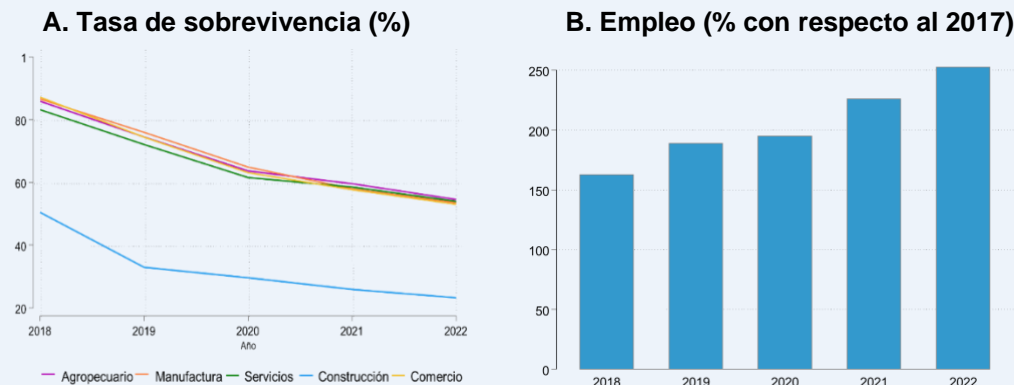 A. Tasa de sobrevivencia (%)
B. Empleo (% con respecto al 2017)
1
80
60
40
20
2018 2019 2020 2021 2022
Año
Agropecuario Manufactura Servicios Construcción Comercio
250
200
150
100
50
0
2018 2019 2020 2021 2022